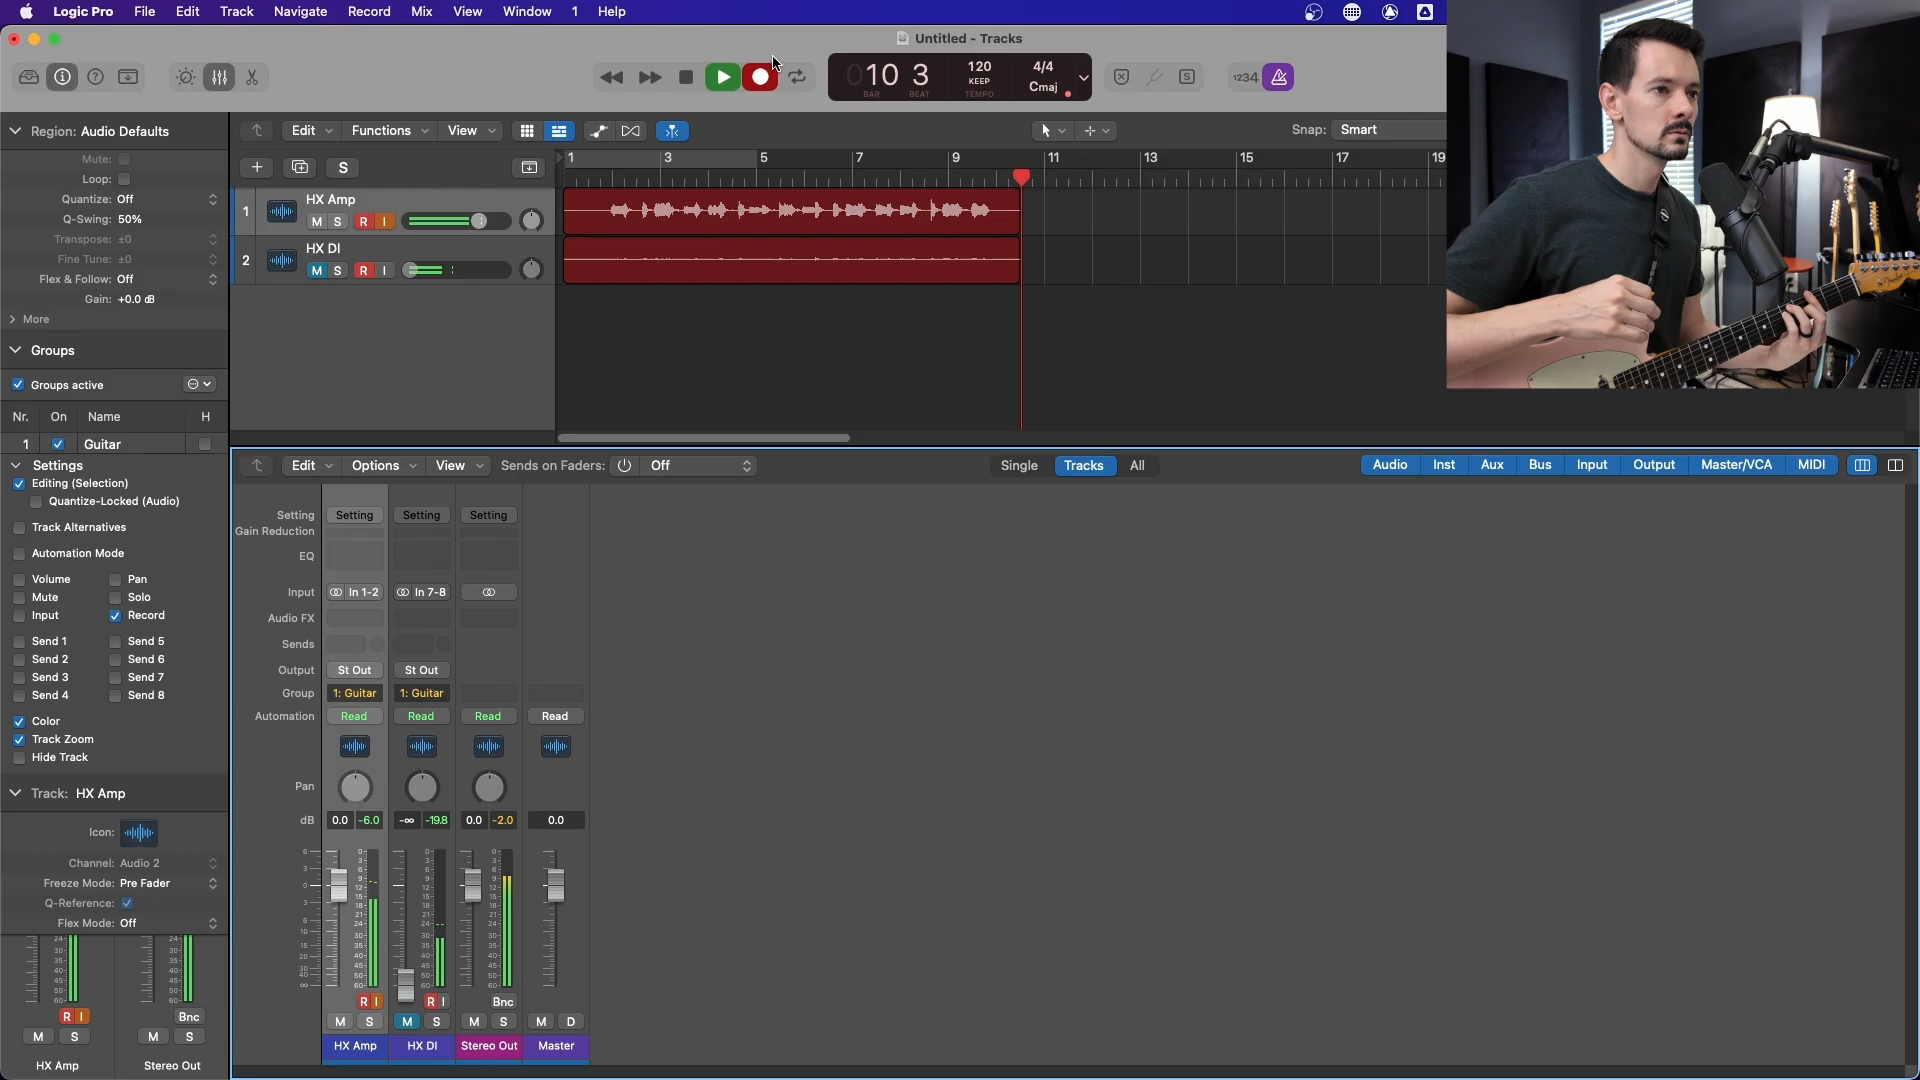 Logic Pro File Edit Track Navigate Record Mix View Window 1 Help
Untitled - Tracks
10 3 120 4/4
KEEP Cmaj
BAR BEAT TEMPO
1234
Region: Audio Defaults
Edit Functions View Snap: Smart
Mute:
Loop:
Quantize: Off
Q-Swing: 50%
Transpose: ±0
Fine Tune: ±0
Flex & Follow: Off
Gain: +0.0 dB
More
S
1 3 5 7 9 11 13 15 17 19
1 HX Amp
M S R I
2 HX DI
M S R I
Groups
Groups active
Nr. On Name H
1 Guitar
Settings
Editing (Selection)
Quantize-Locked (Audio)
Track Alternatives
Automation Mode
Volume Pan
Mute Solo
Input Record
Send 1 Send 5
Send 2 Send 6
Send 3 Send 7
Send 4 Send 8
Color
Track Zoom
Hide Track
Track: HX Amp
Icon:
Channel: Audio 2
Freeze Mode: Pre Fader
Q-Reference:
Flex Mode: Off
R I Bnc
M S M S
HX Amp Stereo Out
Edit Options View Sends on Faders: Off Single Tracks All Audio Inst Aux Bus Input Output Master/VCA MIDI
Setting Setting Setting Setting
Gain Reduction
EQ
Input In 1-2 In 7-8
Audio FX
Sends
Output St Out St Out
Group 1: Guitar 1: Guitar
Automation Read Read Read Read
Pan
dB 0.0 -6.0 -∞ -19.8 0.0 -2.0 0.0
R I R I Bnc
M S M S M S M D
HX Amp HX DI Stereo Out Master